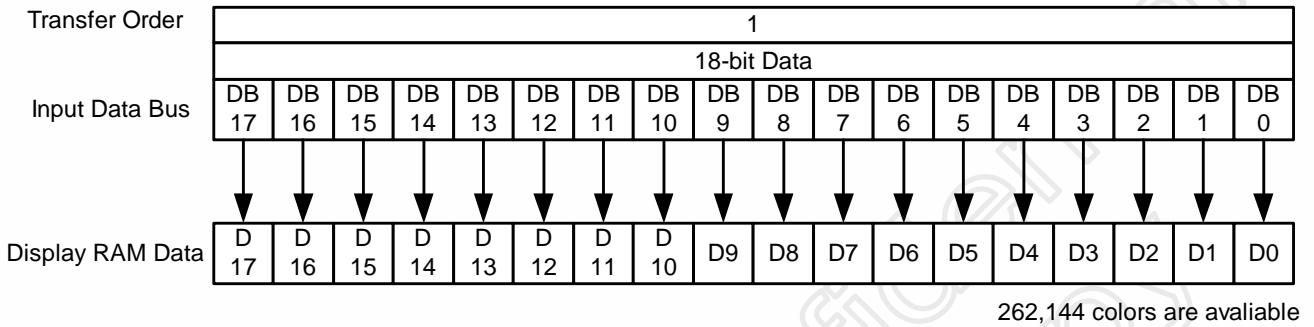 Transfer Order 1
18-bit Data
Input Data Bus DB 17 DB 16 DB 15 DB 14 DB 13 DB 12 DB 11 DB 10 DB 9 DB 8 DB 7 DB 6 DB 5 DB 4 DB 3 DB 2 DB 1 DB 0
Display RAM Data D 17 D 16 D 15 D 14 D 13 D 12 D 11 D 10 D9 D8 D7 D6 D5 D4 D3 D2 D1 D0
262,144 colors are avaliable